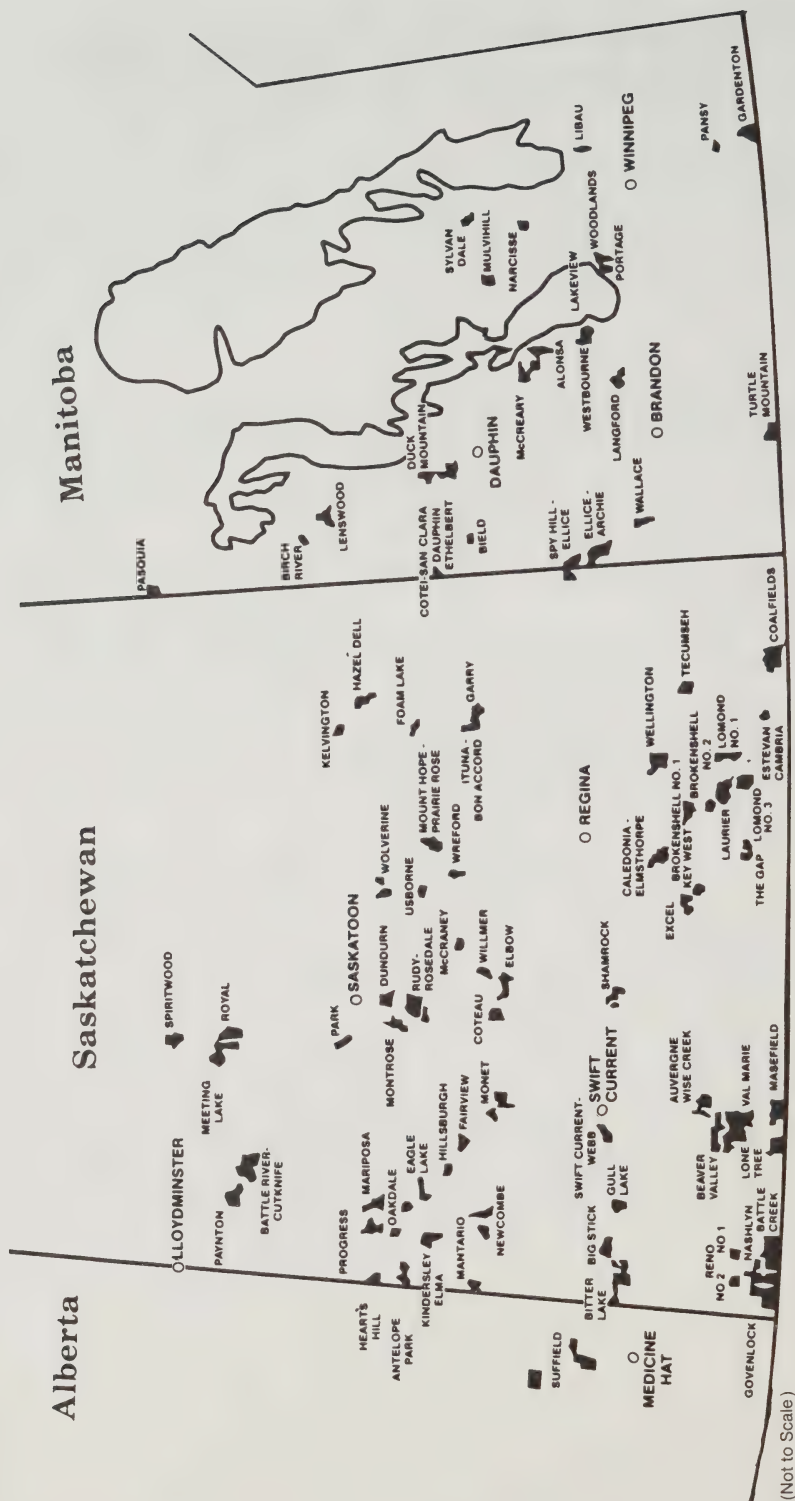 Alberta
Saskatchewan
Manitoba
LLOYDMINSTER
PAYNTON
BATTLE RIVER-
CUTKNIFE
MEETING
LAKE
SPIRITWOOD
ROYAL
PROGRESS
HEART'S
HILL
ANTELOPE
PARK
MARIPOSA
OAKDALE
KINDERSLEY
ELMA
EAGLE
LAKE
HILLSBURGH
FAIRVIEW
MANTARIO
NEWCOMBE
MONET
PARK
SASKATOON
MONTROSE
DUNDURN
RUDY-
ROSEDALE
McCRANEY
COTEAU
WILLMER
ELBOW
WOLVERINE
USBORNE
MOUNT HOPE -
PRAIRIE ROSE
WREFORD
KELVINGTON
HAZEL DELL
FOAM LAKE
ITUNA -
BON ACCORD
GARRY
SUFFIELD
MEDICINE
HAT
BITTER
LAKE
BIG STICK
GULL
LAKE
SWIFT CURRENT-
WEBB
SWIFT
CURRENT
SHAMROCK
REGINA
CALEDONIA -
ELMSTHORPE
WELLINGTON
EXCEL
BROKENSHELL NO. 1
KEY WEST
BROKENSHELL
NO. 2
TECUMSEH
LAURIER
LOMOND
NO. 1
THE GAP
LOMOND
NO. 3
ESTEVAN
CAMBRIA
COALFIELDS
GOVENLOCK
RENO
NO 2
NO 1
NASHLYN
BATTLE
CREEK
BEAVER
VALLEY
LONE
TREE
AUVERGNE
WISE CREEK
VAL MARIE
MASEFIELD
PASQUIA
BIRCH
RIVER
LENSWOOD
COTEI-SAN CLARA
DAUPHIN
ETHELBERT
DUCK
MOUNTAIN
BIELD
DAUPHIN
SYLVAN
DALE
MULVIHILL
NARCISSE
McCREARY
ALONSA
SPY HILL -
ELLICE
ELLICE -
ARCHIE
WESTBOURNE
LAKEVIEW
WOODLANDS
PORTAGE
LIBAU
LANGFORD
WALLACE
BRANDON
WINNIPEG
PANSY
TURTLE
MOUNTAIN
GARDENTON
(Not to Scale)